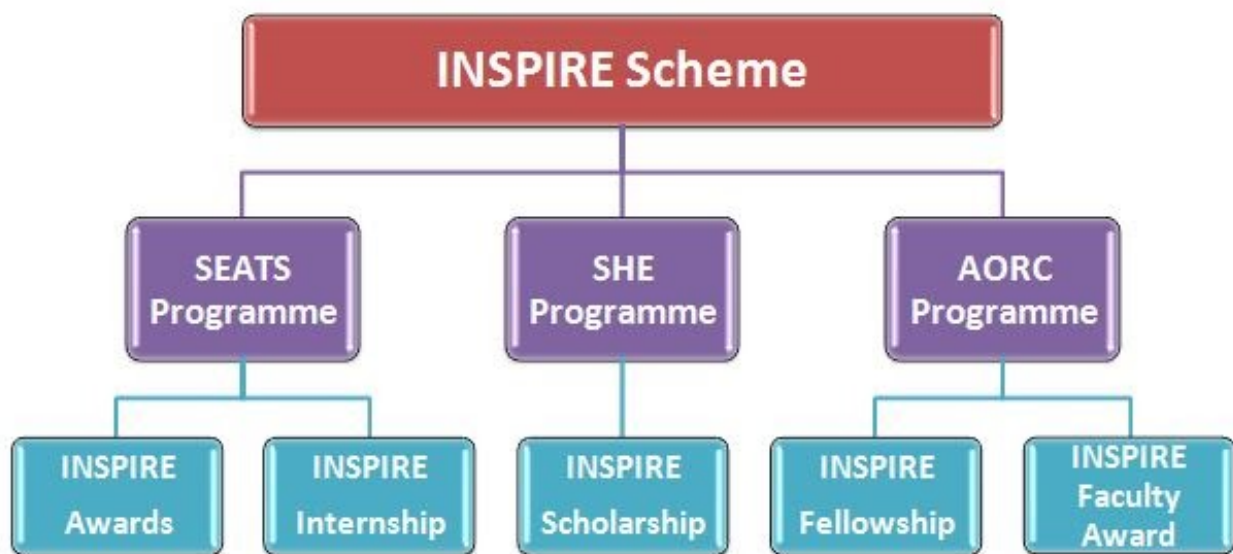 INSPIRE Scheme
SEATS
Programme
SHE
Programme
AORC
Programme
INSPIRE
Awards
INSPIRE
Internship
INSPIRE
Scholarship
INSPIRE
Fellowship
INSPIRE
Faculty
Award